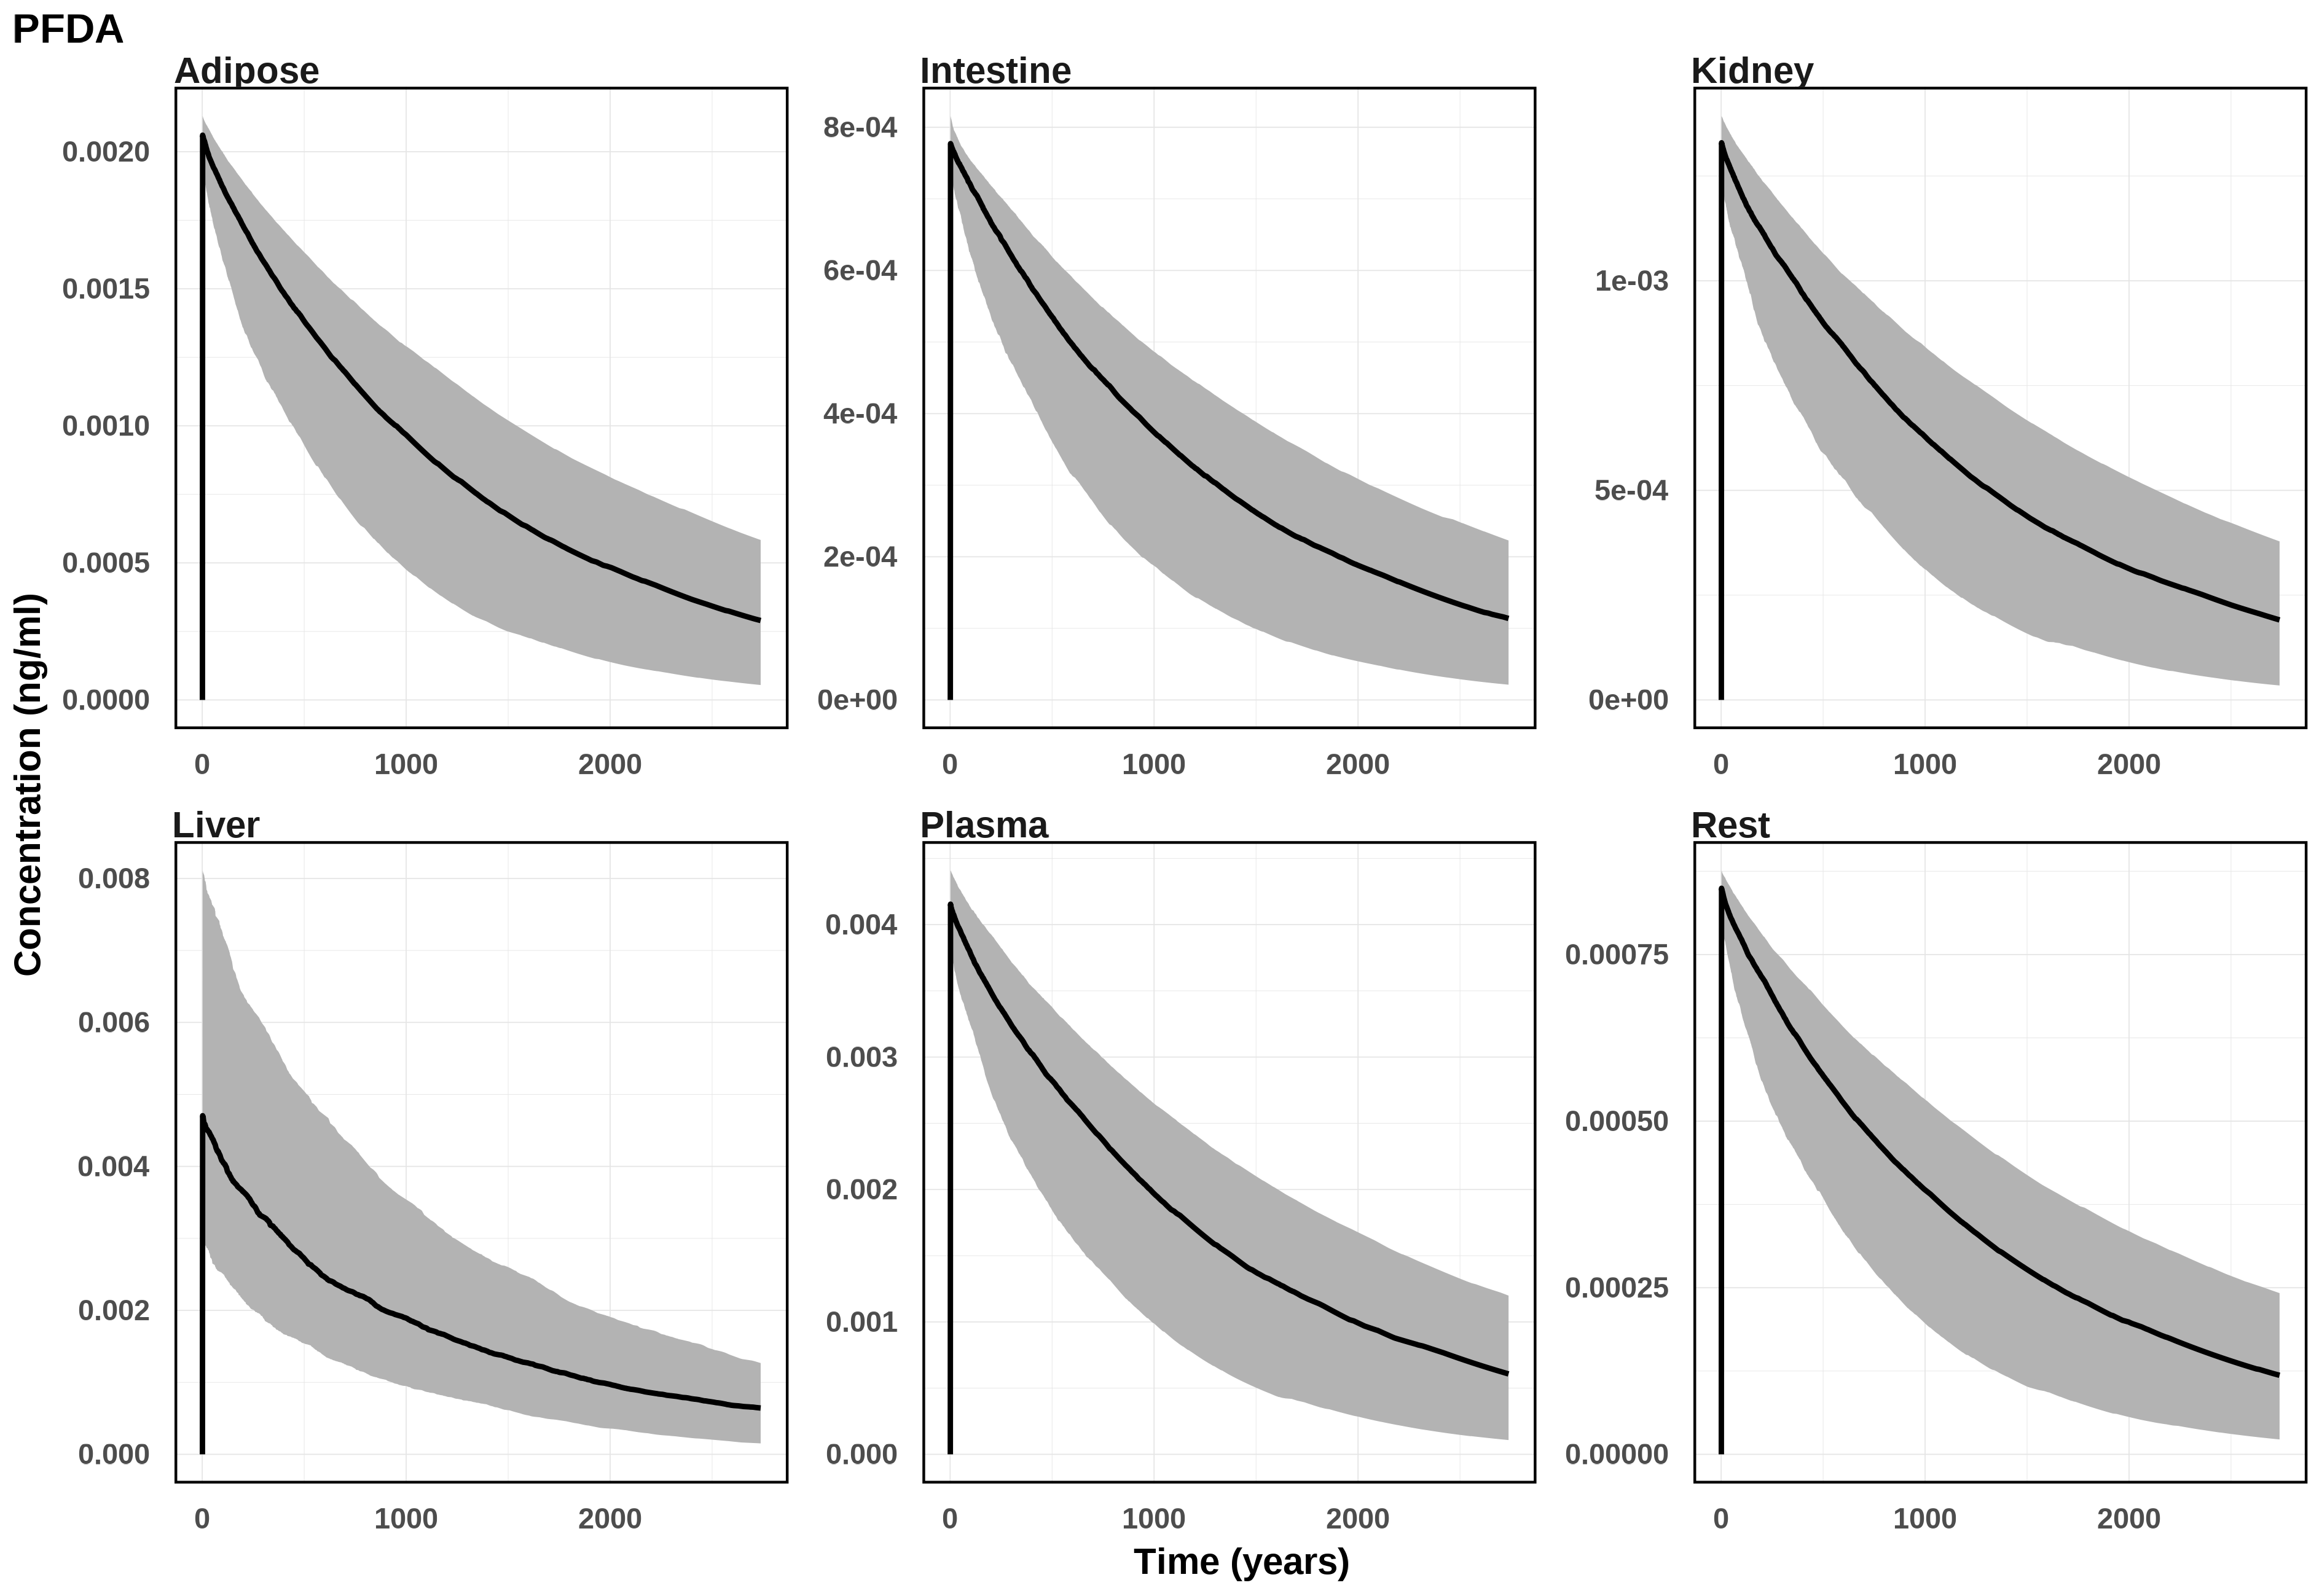 PFDA
Adipose
Intestine
Kidney
0.0020
0.0015
0.0010
0.0005
0.0000
8e-04
6e-04
4e-04
2e-04
0e+00
1e-03
5e-04
0e+00
0 1000 2000
0 1000 2000
0 1000 2000
Concentration (ng/ml)
Liver
Plasma
Rest
0.008
0.006
0.004
0.002
0.000
0.004
0.003
0.002
0.001
0.000
0.00075
0.00050
0.00025
0.00000
0 1000 2000
0 1000 2000
0 1000 2000
Time (years)